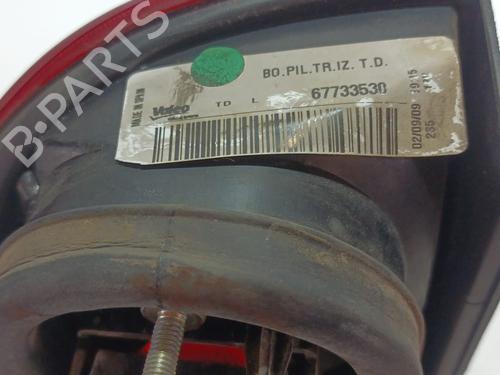 BO.PIL.TR.IZ. T.D.
MADE IN SPAIN
Valeo
TD L
67733530
02/09/09
235
B-PARTS